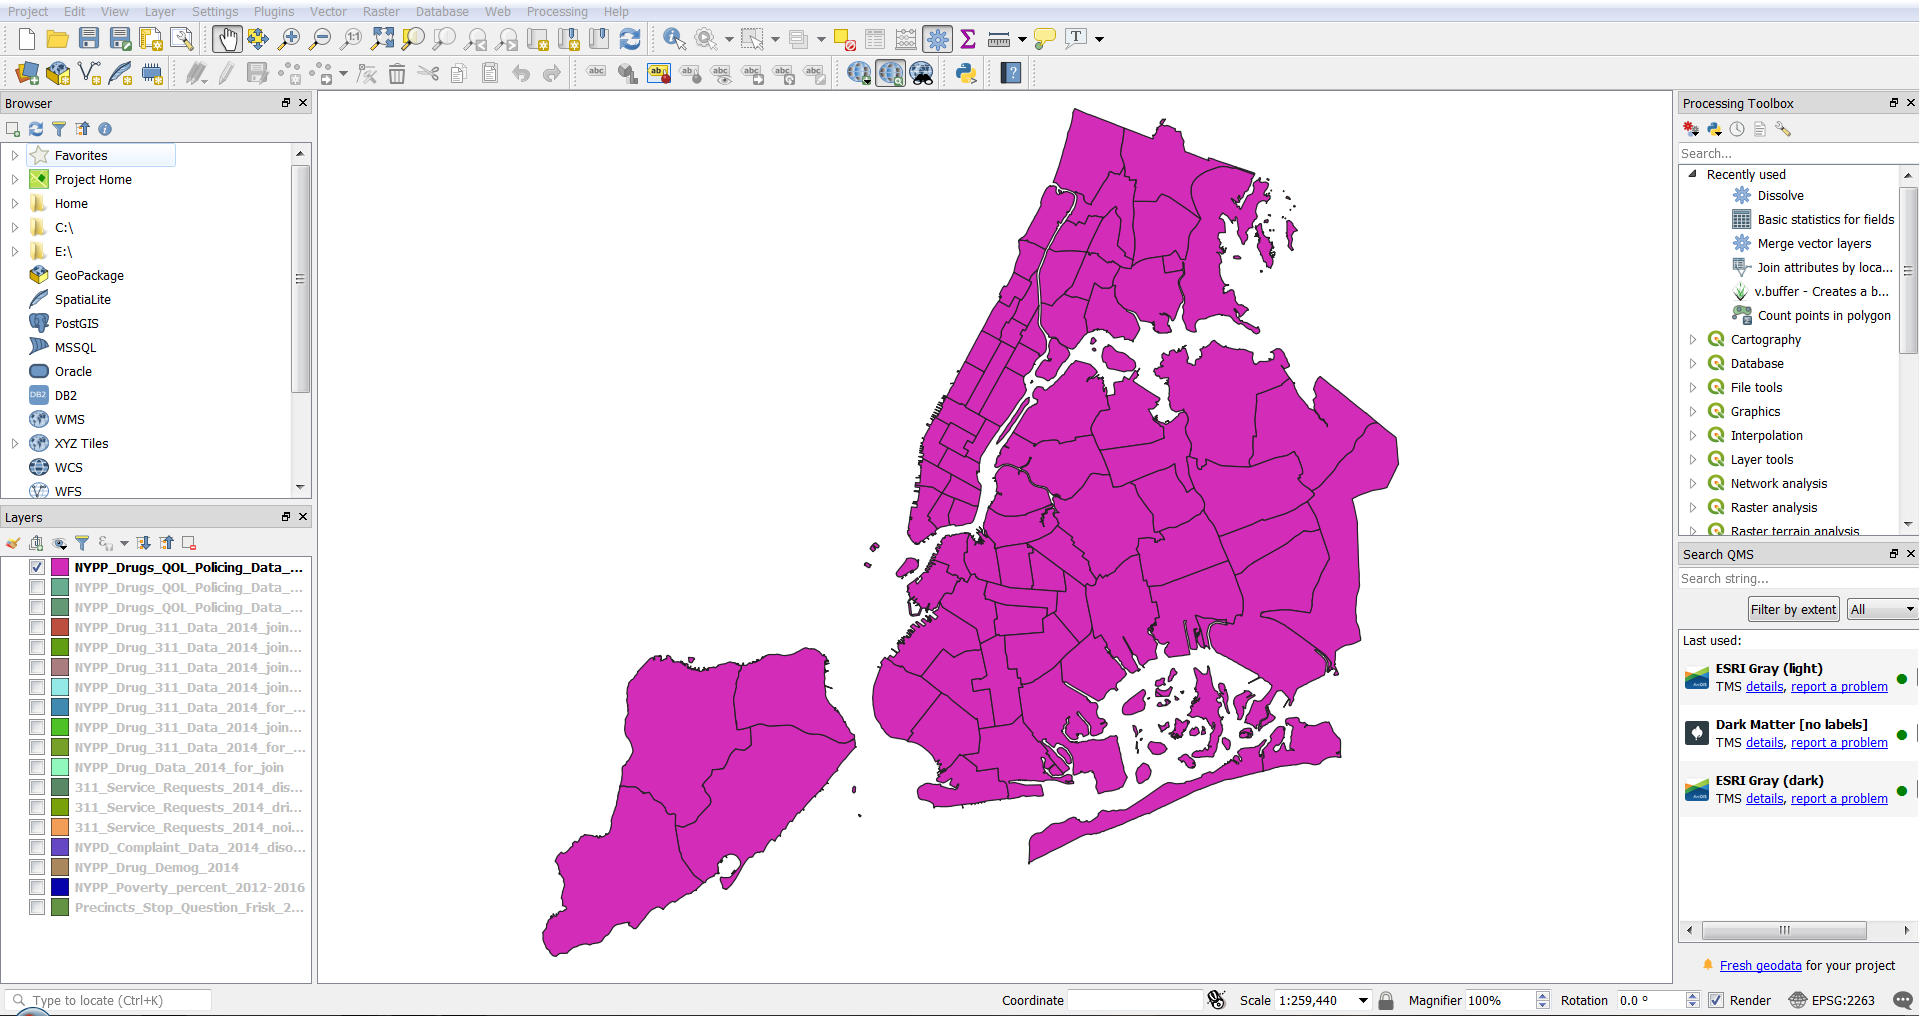 Project Edit View Layer Settings Plugins Vector Raster Database Web Processing Help
Browser
Favorites
Project Home
Home
C:\
E:\
GeoPackage
SpatiaLite
PostGIS
MSSQL
Oracle
DB2
WMS
XYZ Tiles
WCS
WFS
Layers
NYPP_Drugs_QOL_Policing_Data_...
NYPP_Drugs_QOL_Policing_Data_...
NYPP_Drugs_QOL_Policing_Data_...
NYPP_Drug_311_Data_2014_join...
NYPP_Drug_311_Data_2014_join...
NYPP_Drug_311_Data_2014_join...
NYPP_Drug_311_Data_2014_join...
NYPP_Drug_311_Data_2014_for_...
NYPP_Drug_311_Data_2014_join...
NYPP_Drug_311_Data_2014_for_...
NYPP_Drug_Data_2014_for_join
311_Service_Requests_2014_dis...
311_Service_Requests_2014_dri...
311_Service_Requests_2014_noi...
NYPD_Complaint_Data_2014_diso...
NYPP_Drug_Demog_2014
NYPP_Poverty_percent_2012-2016
Precincts_Stop_Question_Frisk_2...
Processing Toolbox
Search...
Recently used
Dissolve
Basic statistics for fields
Merge vector layers
Join attributes by loca...
v.buffer - Creates a b...
Count points in polygon
Cartography
Database
File tools
Graphics
Interpolation
Layer tools
Network analysis
Raster analysis
Raster terrain analysis
Search QMS
Search string...
Filter by extent All
Last used:
ESRI Gray (light)
TMS details, report a problem
Dark Matter [no labels]
TMS details, report a problem
ESRI Gray (dark)
TMS details, report a problem
Fresh geodata for your project
Type to locate (Ctrl+K)
Coordinate Scale 1:259,440 Magnifier 100% Rotation 0.0 ° Render EPSG:2263